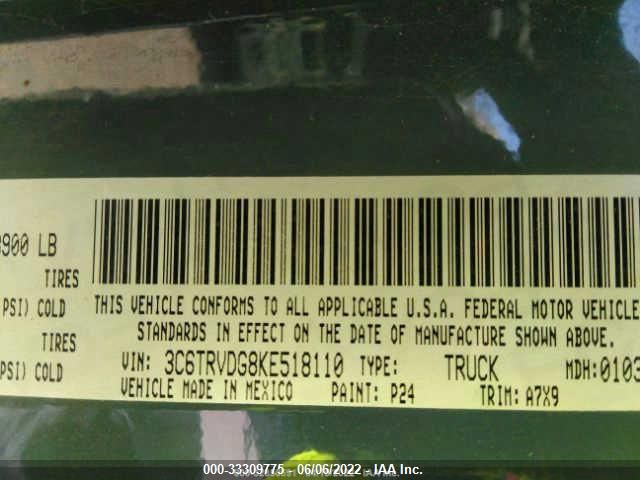 900 LB
TIRES
PSI) COLD
TIRES
PSI) COLD
THIS VEHICLE CONFORMS TO ALL APPLICABLE U.S.A. FEDERAL MOTOR VEHICLE
STANDARDS IN EFFECT ON THE DATE OF MANUFACTURE SHOWN ABOVE.
VIN: 3C6TRVDG8KE518110 TYPE: TRUCK MDH:0103
VEHICLE MADE IN MEXICO PAINT: P24 TRIM: A7X9
000-33309775 - 06/06/2022 - IAA Inc.